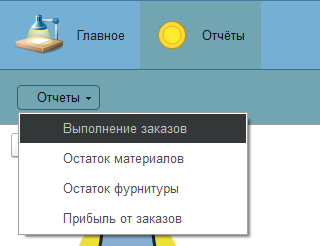 Главное
Отчёты
Отчеты
Выполнение заказов
Остаток материалов
Остаток фурнитуры
Прибыль от заказов